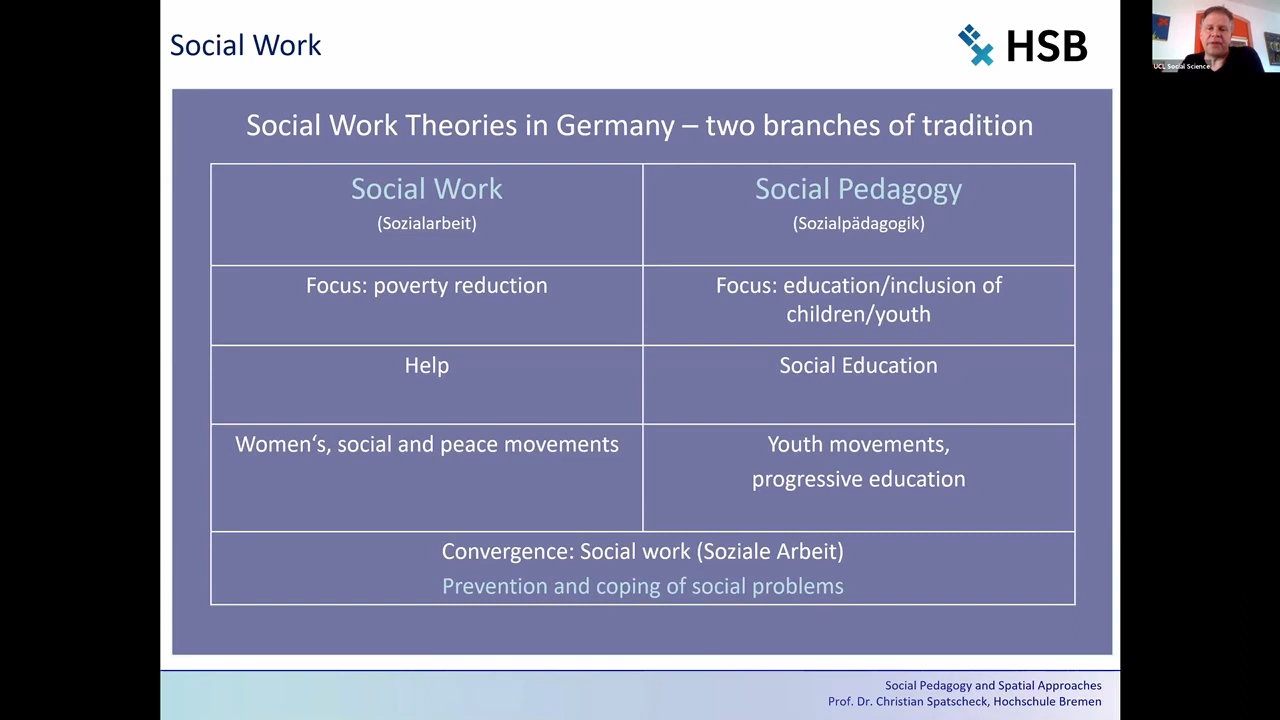 Social Work
HSB
UCL Social Science
Social Work Theories in Germany – two branches of tradition
Social Work
(Sozialarbeit)
Social Pedagogy
(Sozialpädagogik)
Focus: poverty reduction
Focus: education/inclusion of
children/youth
Help
Social Education
Women‘s, social and peace movements
Youth movements,
progressive education
Convergence: Social work (Soziale Arbeit)
Prevention and coping of social problems
Social Pedagogy and Spatial Approaches
Prof. Dr. Christian Spatscheck, Hochschule Bremen